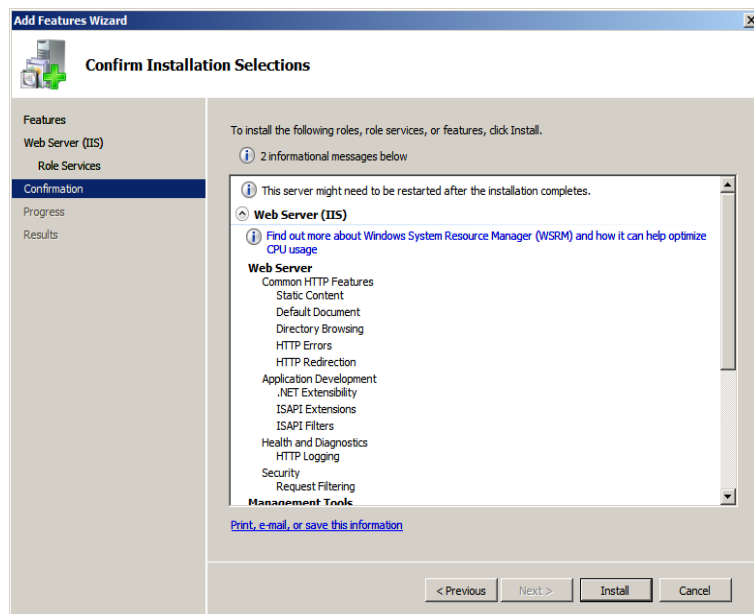 Add Features Wizard
Confirm Installation Selections
Features
Web Server (IIS)
Role Services
Confirmation
Progress
Results
To install the following roles, role services, or features, click Install.
2 informational messages below
This server might need to be restarted after the installation completes.
Web Server (IIS)
Find out more about Windows System Resource Manager (WSRM) and how it can help optimize
CPU usage
Web Server
Common HTTP Features
Static Content
Default Document
Directory Browsing
HTTP Errors
HTTP Redirection
Application Development
.NET Extensibility
ISAPI Extensions
ISAPI Filters
Health and Diagnostics
HTTP Logging
Security
Request Filtering
Management Tools
Print, e-mail, or save this information
< Previous
Next >
Install
Cancel